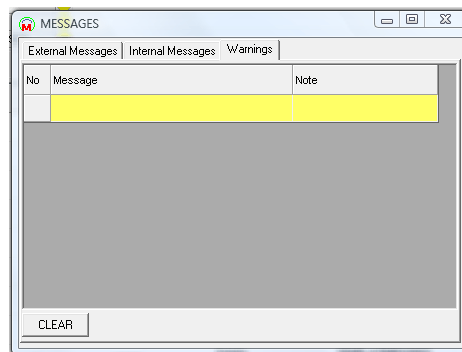 MESSAGES
External Messages Internal Messages Warnings
No Message Note
CLEAR